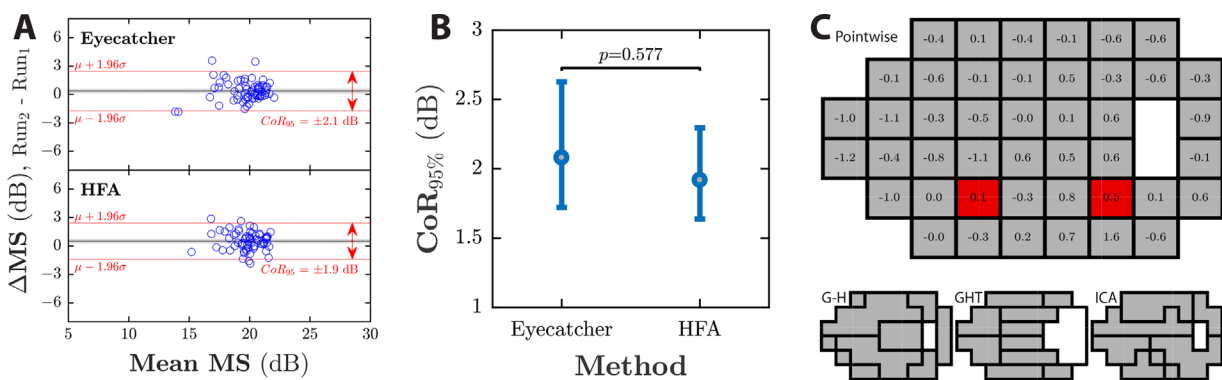 A
Eyecatcher
μ + 1.96σ
μ − 1.96σ
CoR95 = ±2.1 dB
HFA
μ + 1.96σ
μ − 1.96σ
CoR95 = ±1.9 dB
6
3
0
-3
-6
6
3
0
-3
-6
ΔMS (dB), Run2 - Run1
5 10 15 20 25 30
Mean MS (dB)
B
p=0.577
3
2.5
2
1.5
1
CoR95% (dB)
Eyecatcher HFA
Method
C
Pointwise
-0.4 0.1 -0.4 -0.1 -0.6 -0.6
-0.1 -0.6 -0.1 -0.1 0.5 -0.3 -0.6 -0.3
-1.0 -1.1 -0.3 -0.5 -0.0 0.1 0.6 -0.9
-1.2 -0.4 -0.8 -1.1 0.6 0.5 0.6 -0.1
-1.0 0.0 0.1 -0.3 0.8 0.5 0.1 0.6
-0.0 -0.3 0.2 0.7 1.6 -0.6
G-H GHT ICA